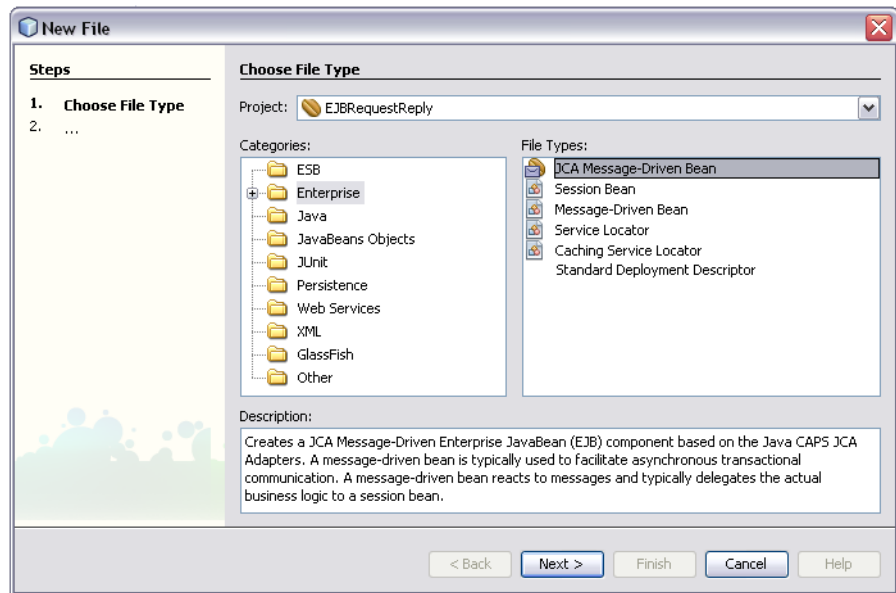 New File
Steps
1. Choose File Type
2. ...
Choose File Type
Project: EJBRequestReply
Categories:
ESB
Enterprise
Java
JavaBeans Objects
JUnit
Persistence
Web Services
XML
GlassFish
Other
File Types:
JCA Message-Driven Bean
Session Bean
Message-Driven Bean
Service Locator
Caching Service Locator
Standard Deployment Descriptor
Description:
Creates a JCA Message-Driven Enterprise JavaBean (EJB) component based on the Java CAPS JCA
Adapters. A message-driven bean is typically used to facilitate asynchronous transactional
communication. A message-driven bean reacts to messages and typically delegates the actual
business logic to a session bean.
< Back Next > Finish Cancel Help